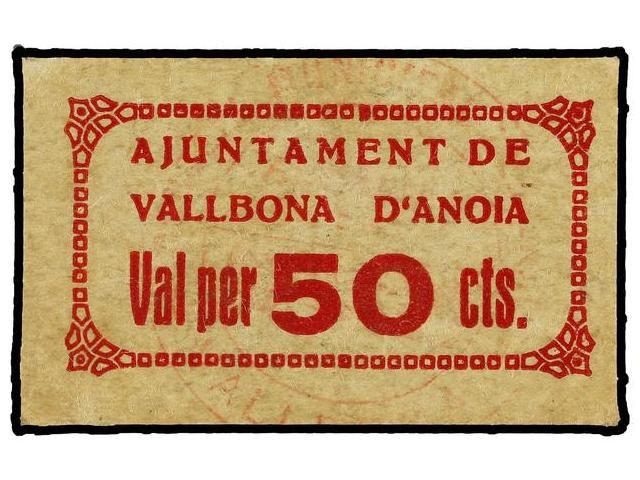 AJUNTAMENT DE
VALLBONA D'ANOIA
Val per 50 cts.